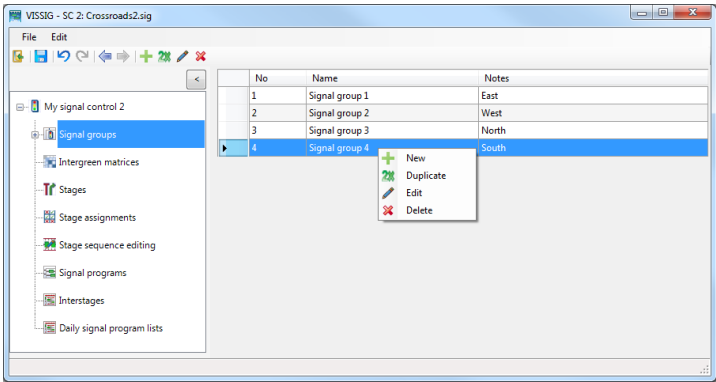 VISSIG - SC 2: Crossroads2.sig
File Edit
<
My signal control 2
Signal groups
Intergreen matrices
Stages
Stage assignments
Stage sequence editing
Signal programs
Interstages
Daily signal program lists
No Name Notes
1 Signal group 1 East
2 Signal group 2 West
3 Signal group 3 North
4 Signal group 4 South
New
Duplicate
Edit
Delete